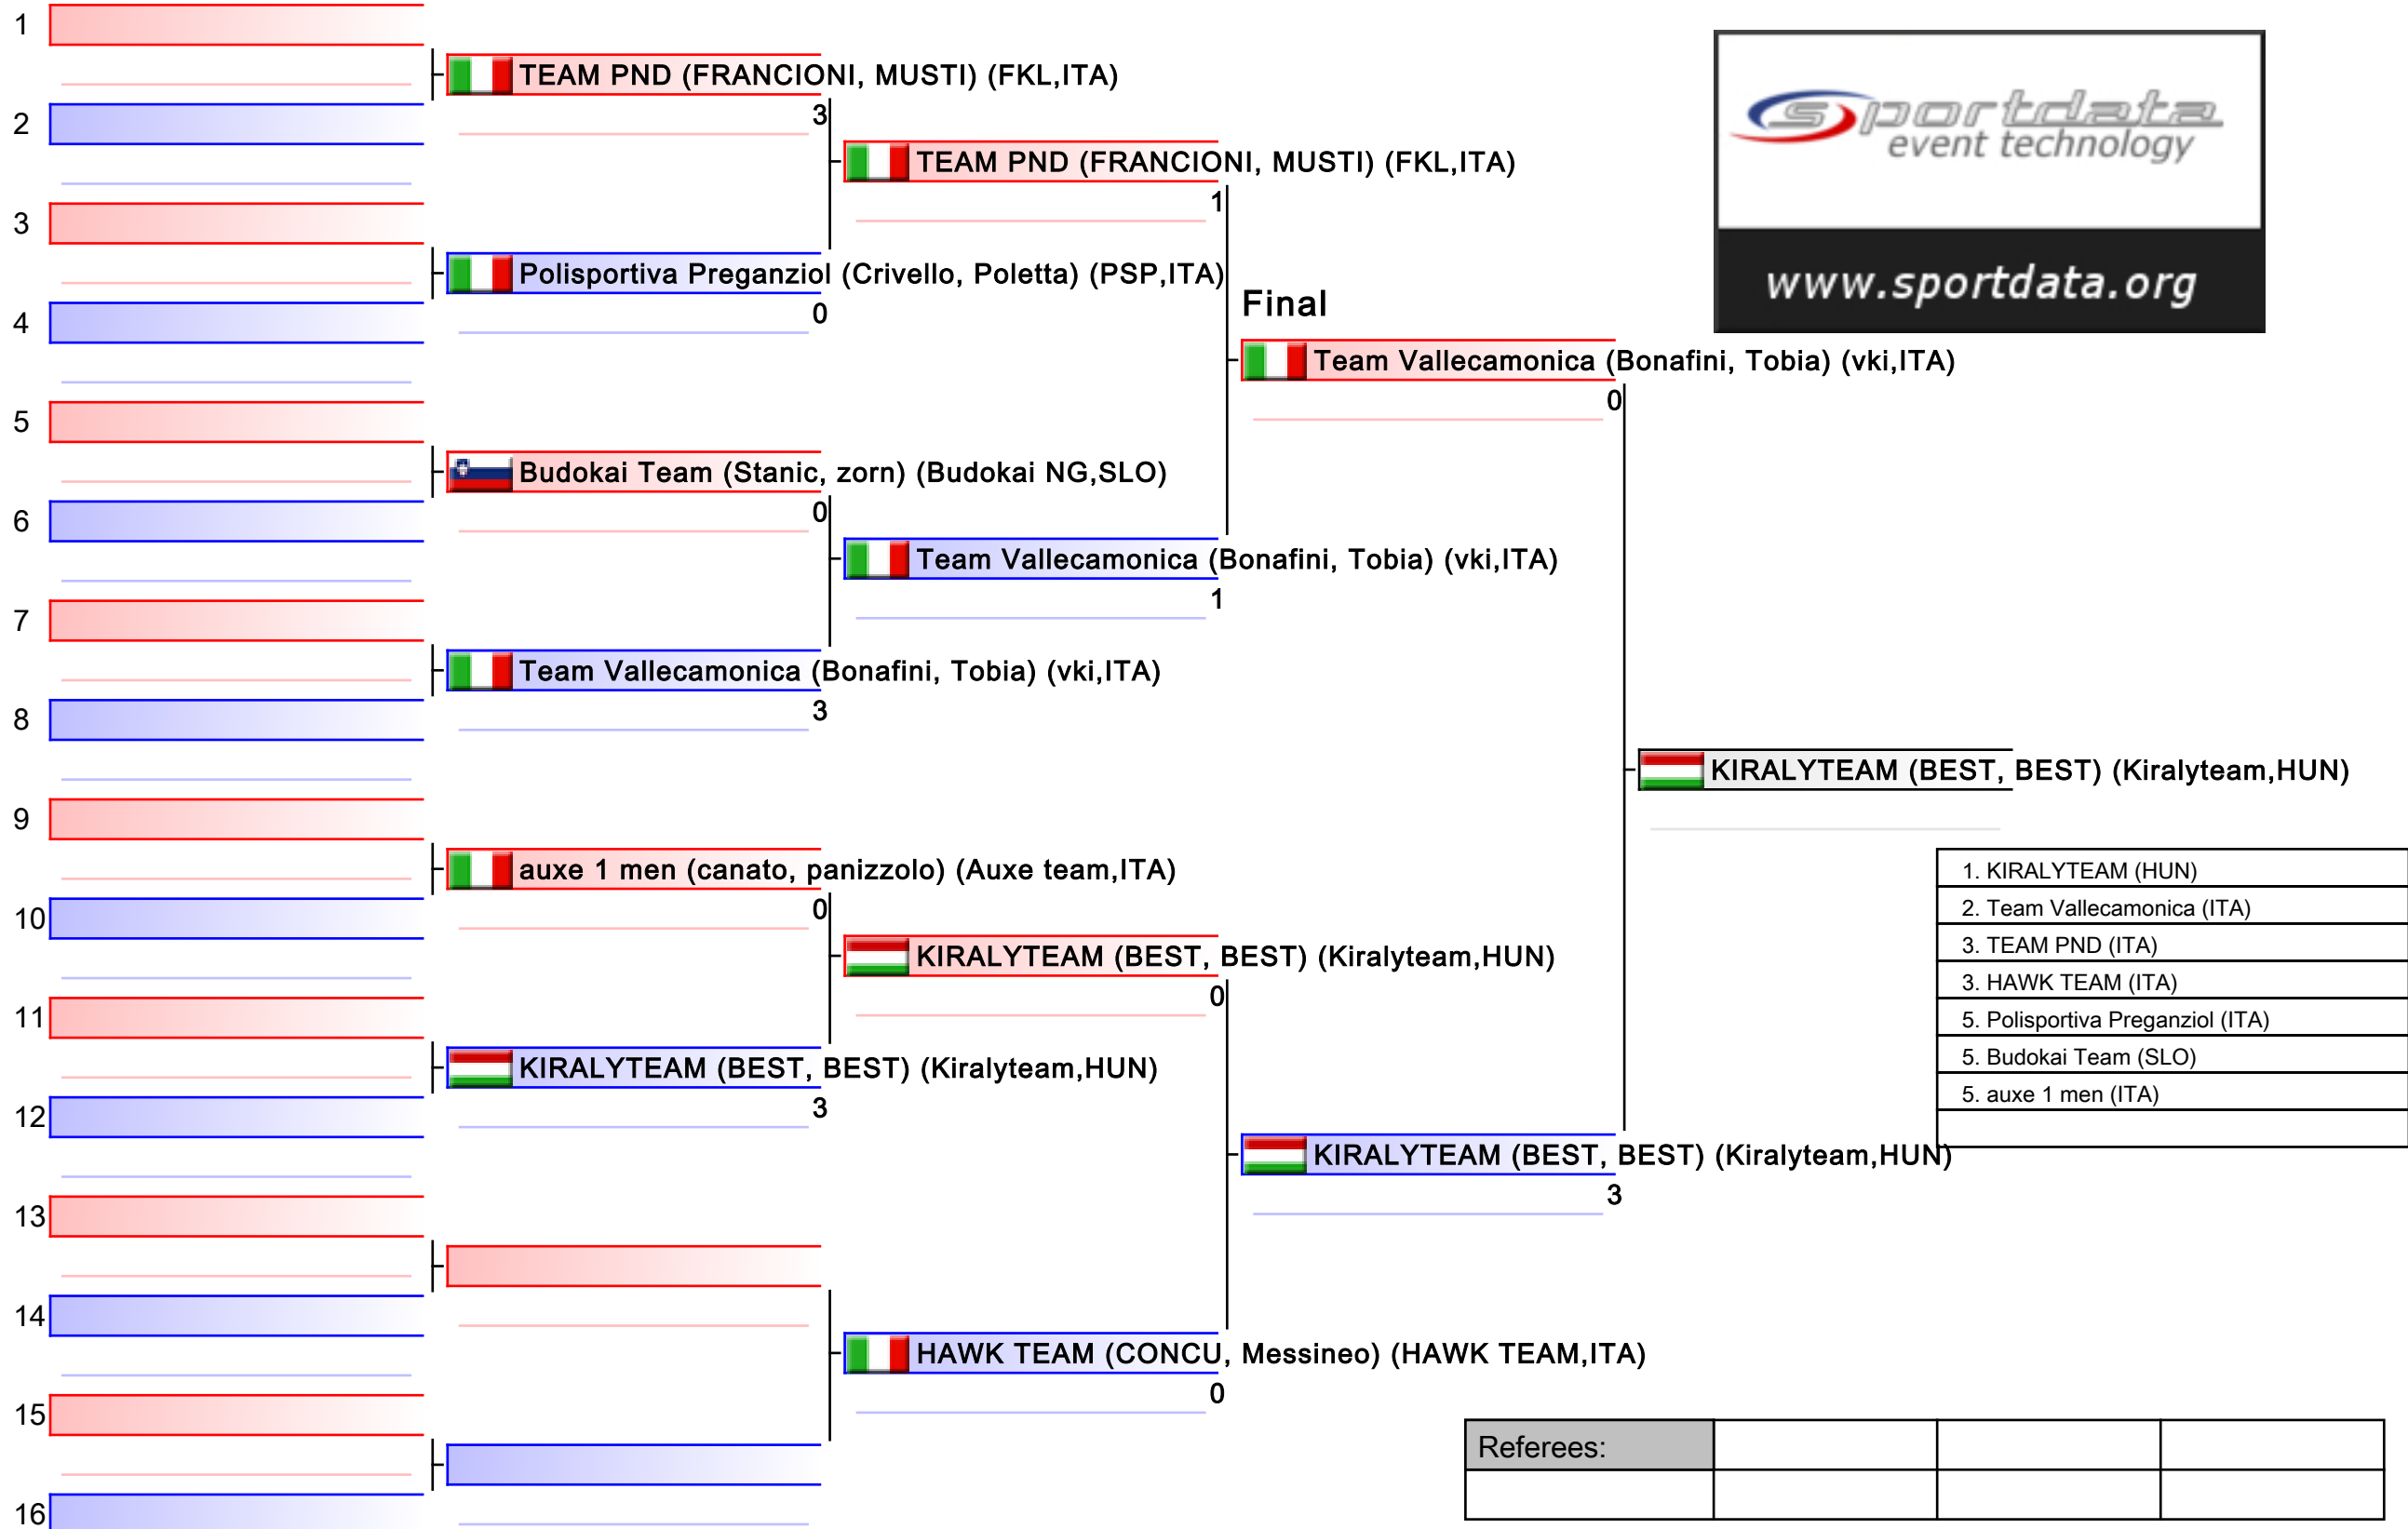 1
TEAM PND (FRANCIONI, MUSTI) (FKL,ITA)
3
2
TEAM PND (FRANCIONI, MUSTI) (FKL,ITA)
1
3
Polisportiva Preganziol (Crivello, Poletta) (PSP,ITA)
0
4
sportdata
event technology
www.sportdata.org
Final
Team Vallecamonica (Bonafini, Tobia) (vki,ITA)
0
5
Budokai Team (Stanic, zorn) (Budokai NG,SLO)
0
6
Team Vallecamonica (Bonafini, Tobia) (vki,ITA)
1
7
Team Vallecamonica (Bonafini, Tobia) (vki,ITA)
3
8
KIRALYTEAM (BEST, BEST) (Kiralyteam,HUN)
9
auxe 1 men (canato, panizzolo) (Auxe team,ITA)
0
10
KIRALYTEAM (BEST, BEST) (Kiralyteam,HUN)
0
11
KIRALYTEAM (BEST, BEST) (Kiralyteam,HUN)
3
12
1. KIRALYTEAM (HUN)
2. Team Vallecamonica (ITA)
3. TEAM PND (ITA)
3. HAWK TEAM (ITA)
5. Polisportiva Preganziol (ITA)
5. Budokai Team (SLO)
5. auxe 1 men (ITA)
KIRALYTEAM (BEST, BEST) (Kiralyteam,HUN)
3
13
14
HAWK TEAM (CONCU, Messineo) (HAWK TEAM,ITA)
0
15
Referees:
16